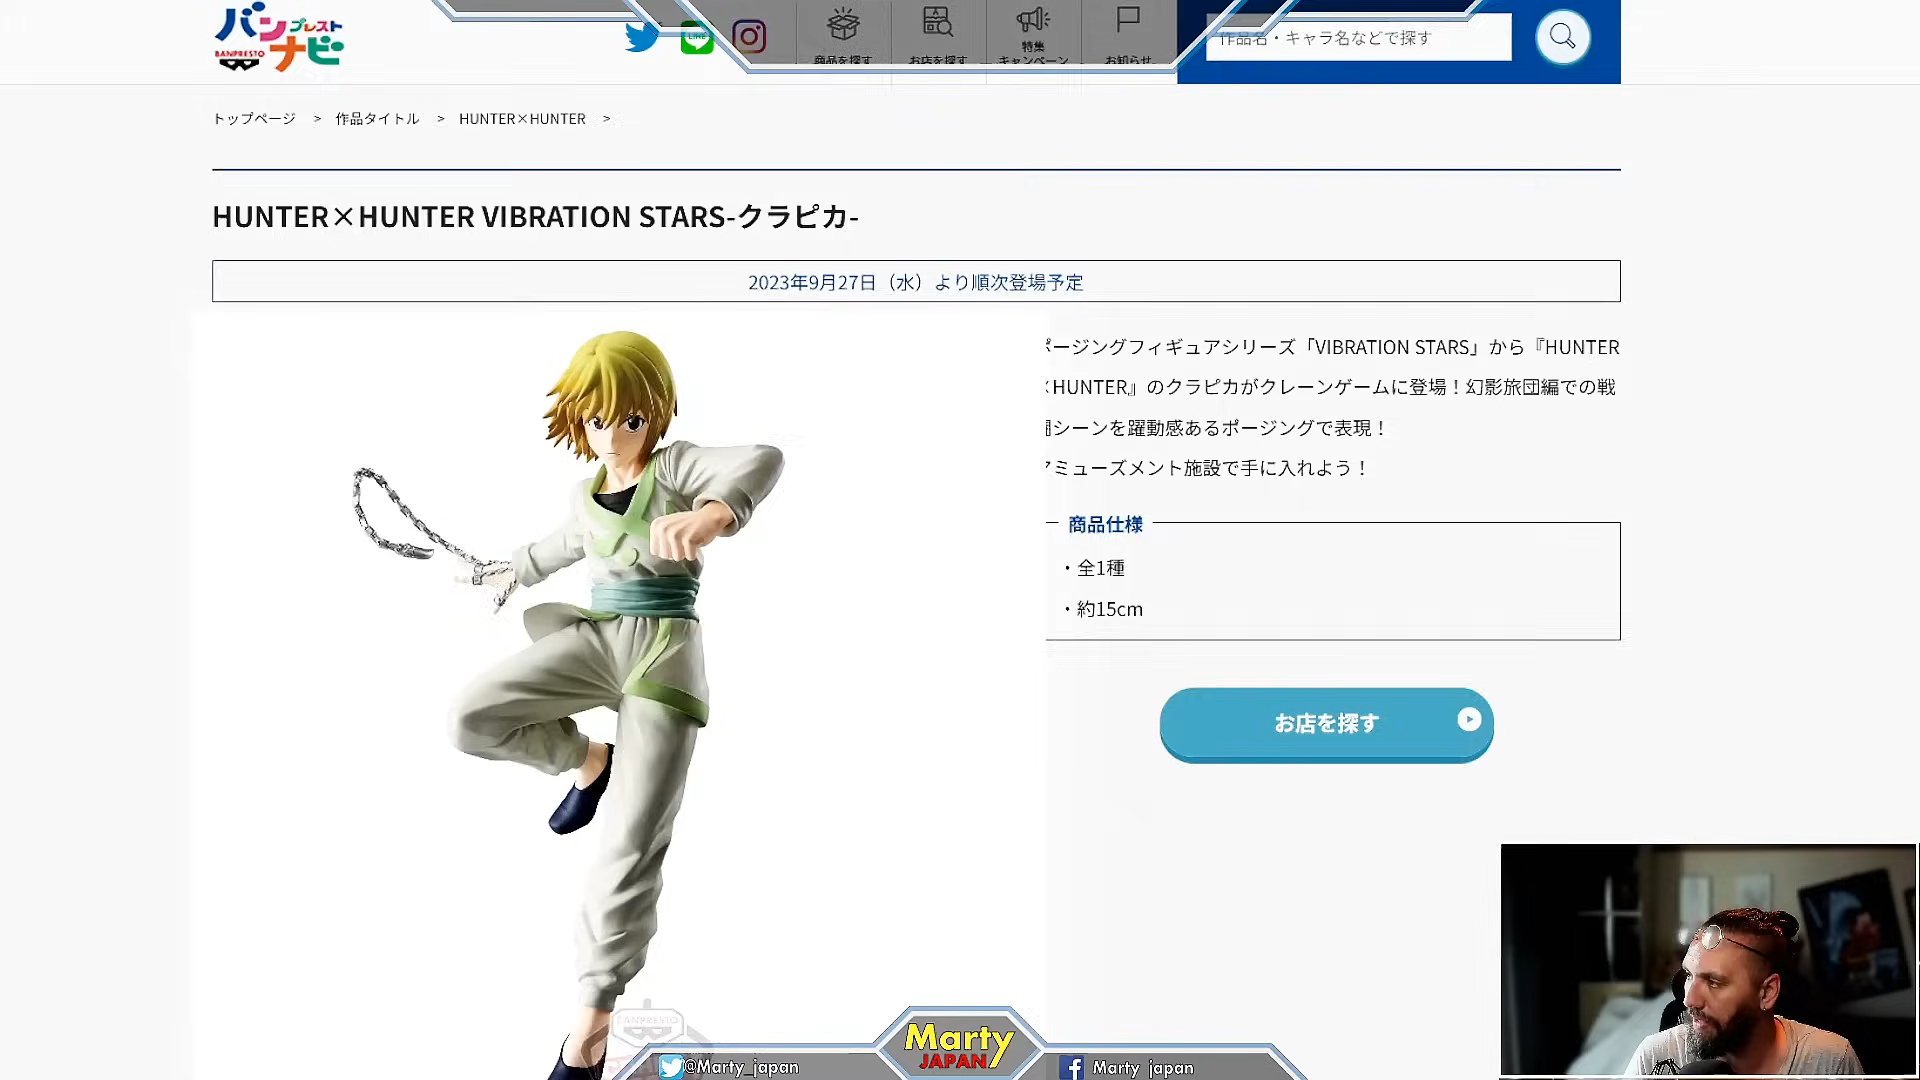 バンプレストナビ
BANPRESTO
LINE
商品を探す
お店を探す
特集
キャンペーン
お知らせ
作品名・キャラ名などで探す
トップページ > 作品タイトル > HUNTER×HUNTER >
HUNTER×HUNTER VIBRATION STARS-クラピカ-
2023年9月27日（水）より順次登場予定
ポージングフィギュアシリーズ「VIBRATION STARS」から『HUNTER
×HUNTER』のクラピカがクレーンゲームに登場！幻影旅団編での戦
闘シーンを躍動感あるポージングで表現！
アミューズメント施設で手に入れよう！
商品仕様
・全1種
・約15cm
お店を探す
BANPRESTO
Marty
JAPAN
@Marty_japan
Marty japan